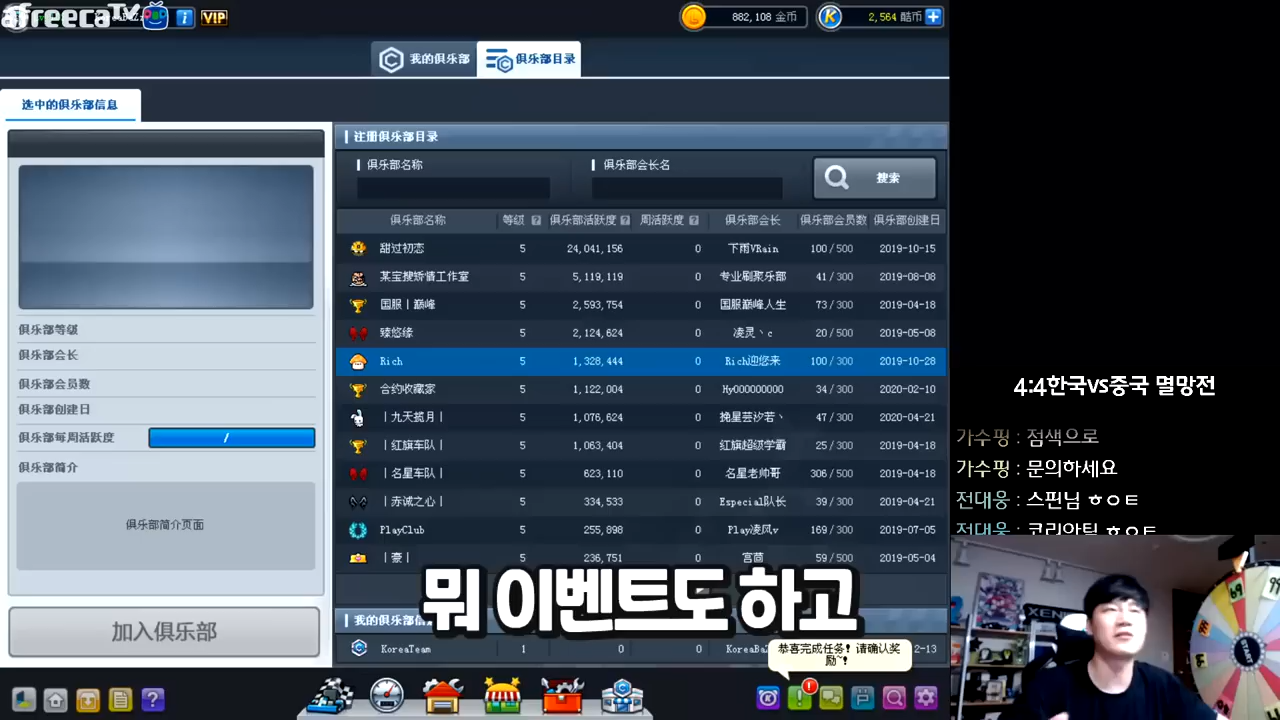 afreecaTV
VIP
882,108 金币
2,564 酷币
我的俱乐部
俱乐部目录
选中的俱乐部信息
注册俱乐部目录
俱乐部名称
俱乐部会长名
搜索
俱乐部名称 等级 ? 俱乐部活跃度 ? 周活跃度 ? 俱乐部会长 俱乐部会员数 俱乐部创建日
甜过初恋 5 24,041,156 0 下雨VRain 100/500 2019-10-15
某宝搜矫情工作室 5 5,119,119 0 专业刷聚乐部 41/300 2019-08-08
国服丨巅峰 5 2,593,754 0 国服巅峰人生 73/300 2019-04-18
臻悠缘 5 2,124,624 0 凌灵丶c 20/500 2019-05-08
Rich 5 1,328,444 0 Rich迎您来 100/300 2019-10-28
合约收藏家 5 1,122,004 0 Hy000000000 34/300 2020-02-10
丨九天揽月丨 5 1,076,624 0 挽星芸汐若丶 47/300 2020-04-21
丨红旗车队丨 5 1,063,404 0 红旗超级学霸 25/300 2019-04-18
丨名星车队丨 5 623,110 0 名星老帅哥 306/500 2019-04-18
丨赤诚之心丨 5 334,533 0 Especial队长 39/300 2019-04-21
PlayClub 5 255,898 0 Play凌风v 169/300 2019-07-05
丨豪丨 5 236,751 0 宫茴 59/500 2019-05-04
俱乐部等级
俱乐部会长
俱乐部会员数
俱乐部创建日
俱乐部每周活跃度 /
俱乐部简介
俱乐部简介页面
加入俱乐部
我的俱乐部信
KoreaTeam 1 0 0 KoreaBa 2-13
뭐 이벤트도 하고
恭喜完成任务! 请确认奖
励~!
4:4한국vs중국 멸망전
가수핑 : 점색으로
가수핑 : 문의하세요
전대웅 : 스핀님 ㅎㅇㅌ
전대웅 : 코리아팀 ㅎㅇㅌ
XENI
START